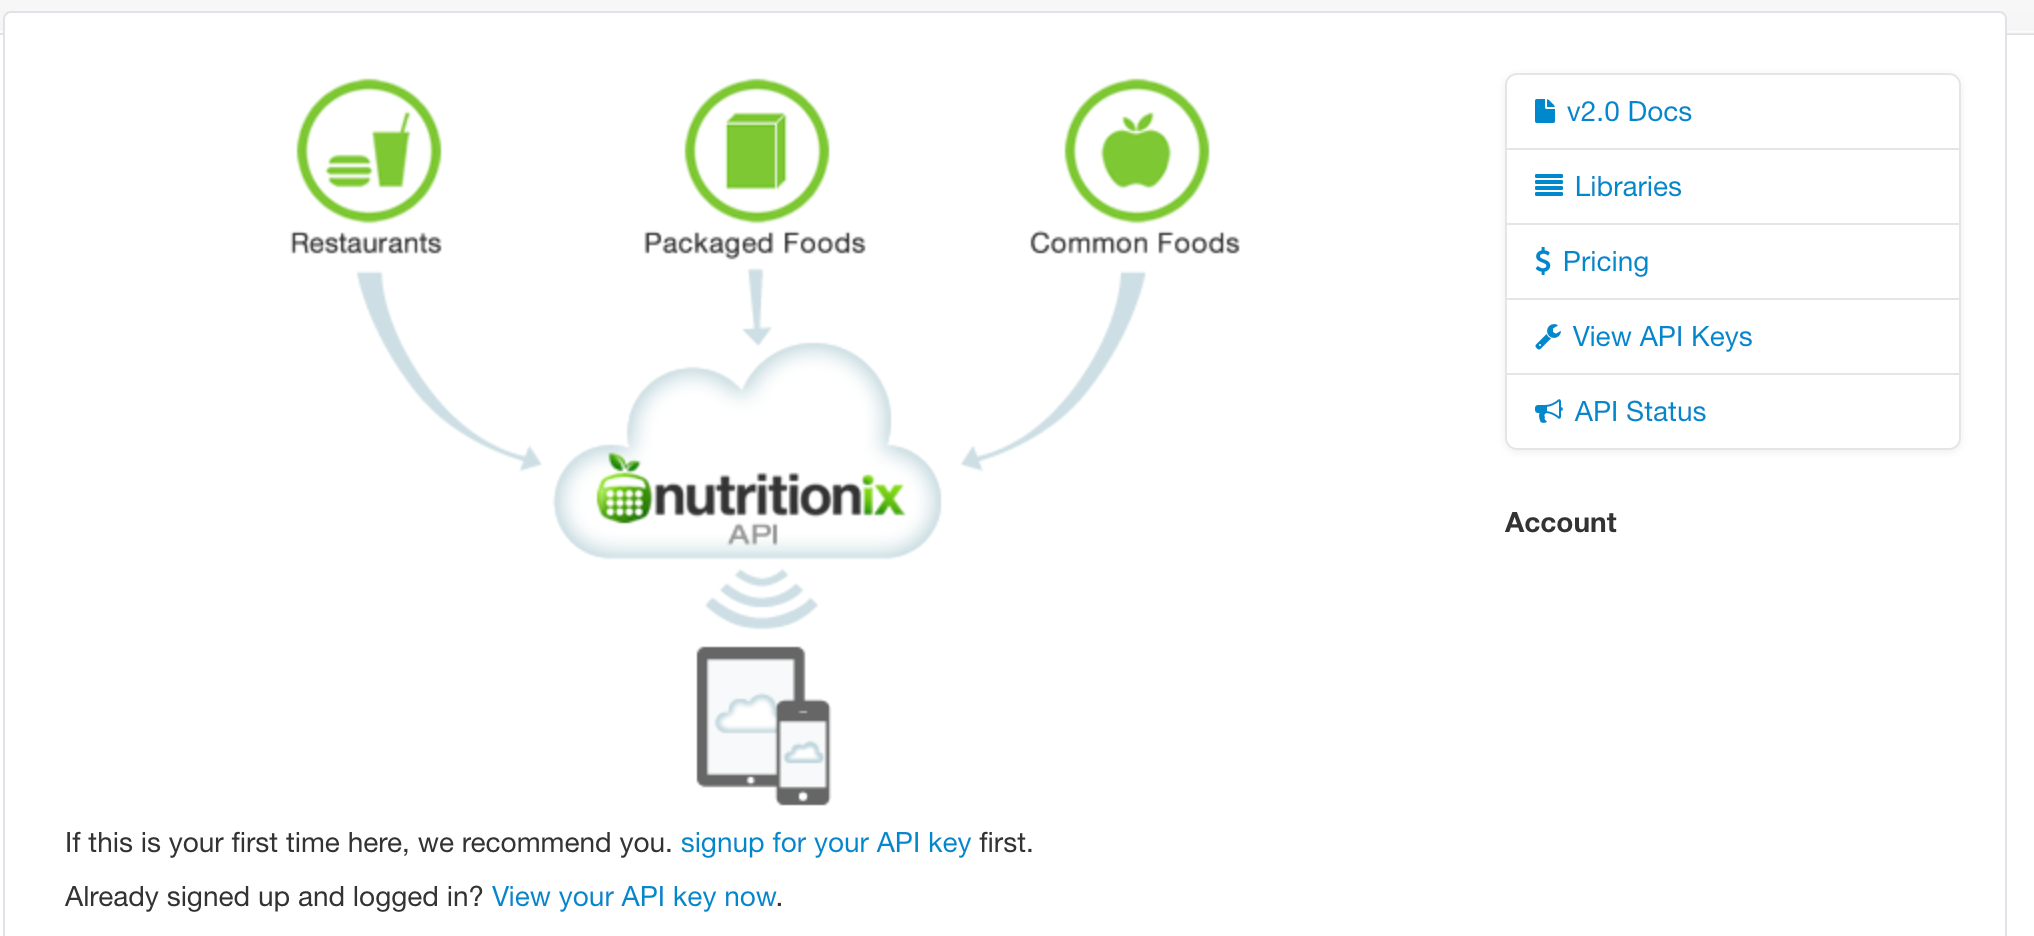 Restaurants
Packaged Foods
Common Foods
nutritionix
API
If this is your first time here, we recommend you. signup for your API key first.
Already signed up and logged in? View your API key now.
v2.0 Docs
Libraries
Pricing
View API Keys
API Status
Account